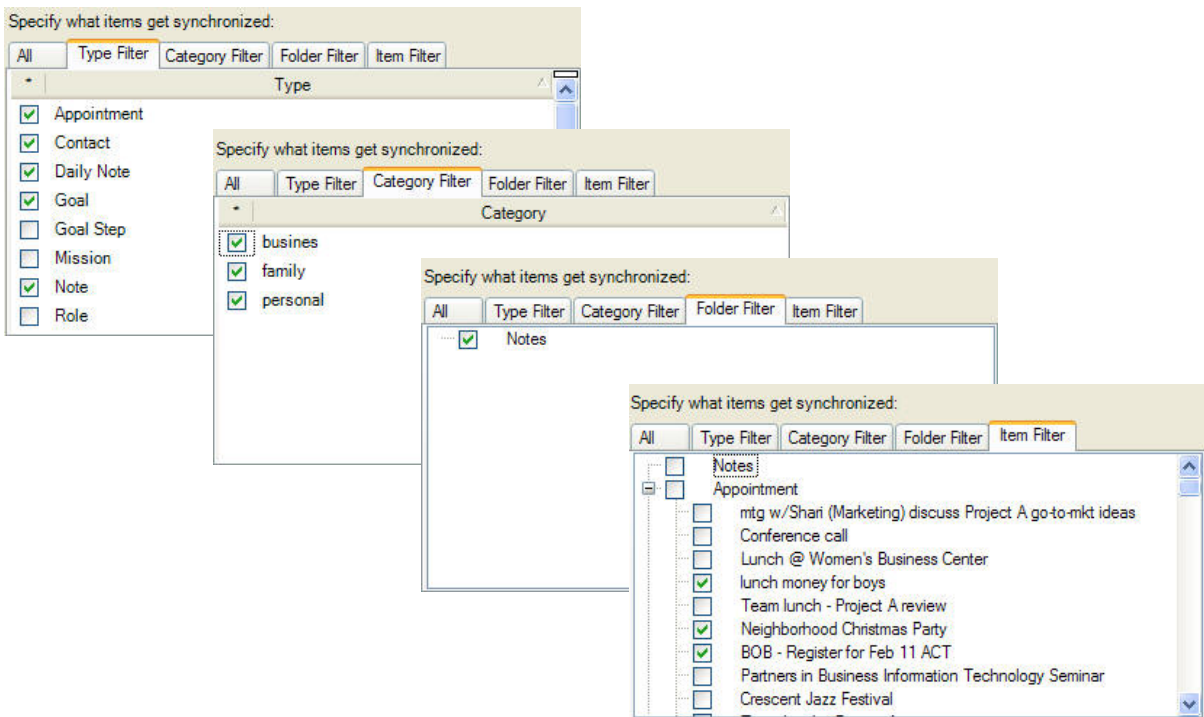 Specify what items get synchronized:
All Type Filter Category Filter Folder Filter Item Filter
* Type
Appointment
Contact
Daily Note
Goal
Goal Step
Mission
Note
Role
Specify what items get synchronized:
All Type Filter Category Filter Folder Filter Item Filter
* Category
busines
family
personal
Specify what items get synchronized:
All Type Filter Category Filter Folder Filter Item Filter
Notes
Specify what items get synchronized:
All Type Filter Category Filter Folder Filter Item Filter
Notes
Appointment
mtg w/Shari (Marketing) discuss Project A go-to-mkt ideas
Conference call
Lunch @ Women's Business Center
lunch money for boys
Team lunch - Project A review
Neighborhood Christmas Party
BOB - Register for Feb 11 ACT
Partners in Business Information Technology Seminar
Crescent Jazz Festival